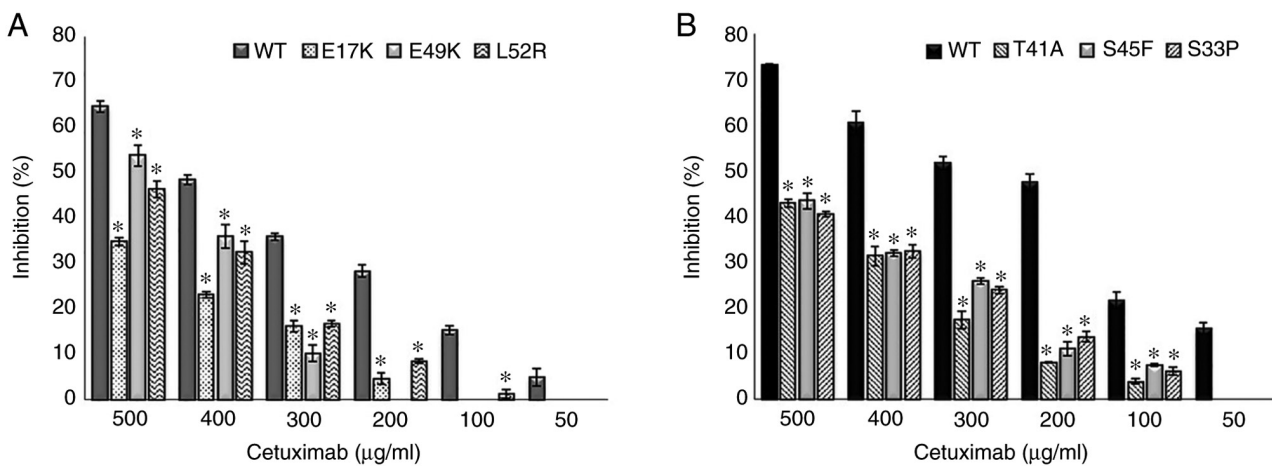 A
80
70
60
50
40
30
20
10
0
Inhibition (%)
WT E17K E49K L52R
* * *
* * *
* * *
* *
*
500 400 300 200 100 50
Cetuximab (μg/ml)
B
80
70
60
50
40
30
20
10
0
Inhibition (%)
WT T41A S45F S33P
* * *
* * *
* * *
* * *
* * *
500 400 300 200 100 50
Cetuximab (μg/ml)